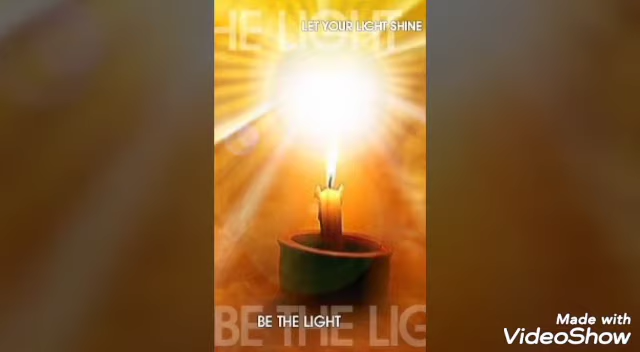 HE LIGHT
LET YOUR LIGHT SHINE
BE THE LIGHT
BE THE LIG
Made with
VideoShow